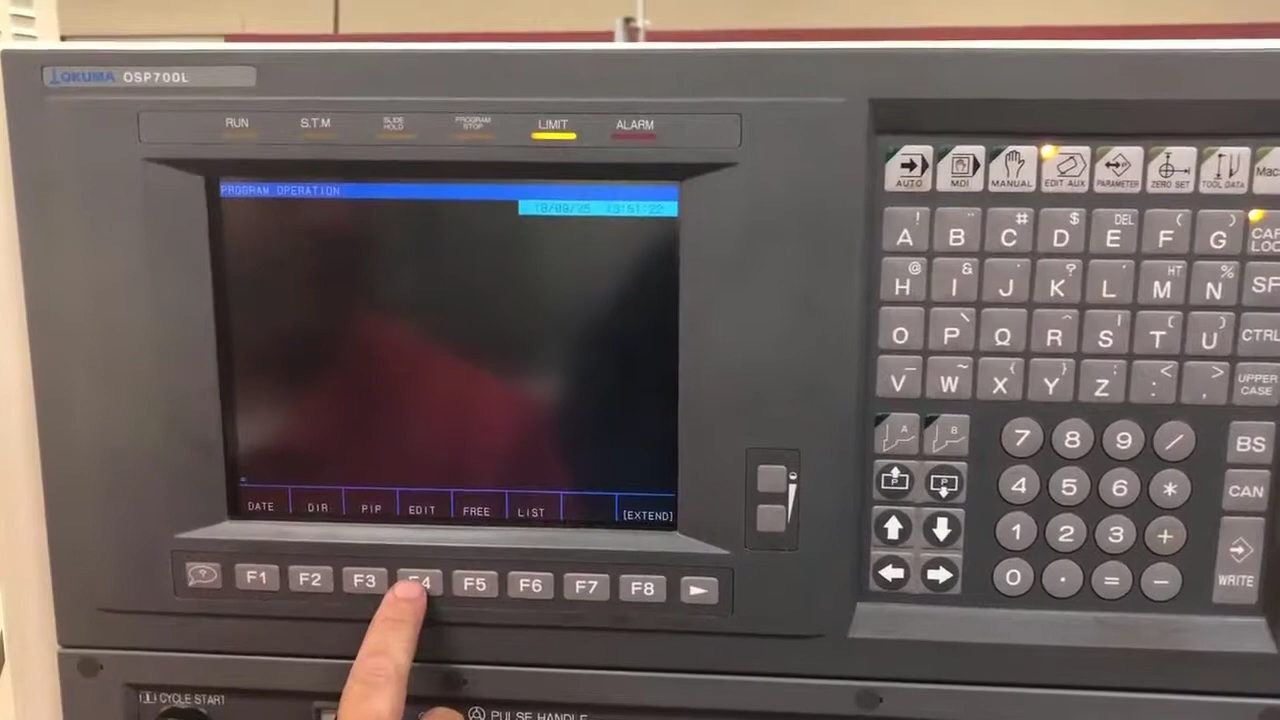 OKUMA OSP700L
RUN S.T.M SLIDE HOLD PROGRAM STOP LIMIT ALARM
PROGRAM OPERATION
DATE DIR PIP EDIT FREE LIST [EXTEND]
F1 F2 F3 F4 F5 F6 F7 F8
AUTO MDI MANUAL EDIT AUX PARAMETER ZERO SET TOOL DATA
A ! B " C # D $ E DEL F ( G )
H @ I & J ' K ? L M HT N %
O P \ Q R ^ S | T U
V W ~ X { Y } Z ; : < , > UPPER CASE
A B
7 8 9 / BS
P P 4 5 6 * CAN
1 2 3 +
0 . = - WRITE
CYCLE START
PULSE HANDLE